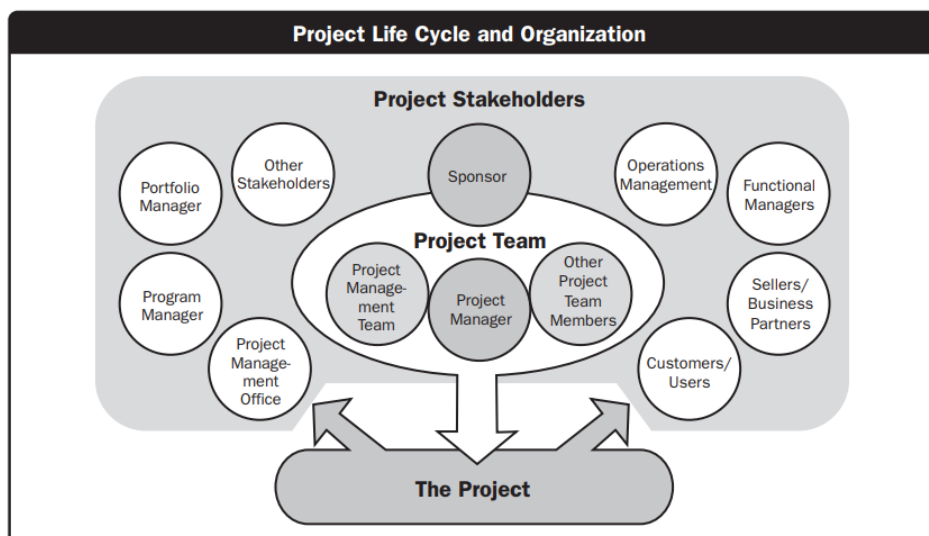 Project Life Cycle and Organization
Project Stakeholders
Portfolio
Manager
Other
Stakeholders
Sponsor
Operations
Management
Functional
Managers
Project Team
Program
Manager
Project
Manage-
ment
Team
Project
Manager
Other
Project
Team
Members
Sellers/
Business
Partners
Project
Manage-
ment
Office
Customers/
Users
The Project